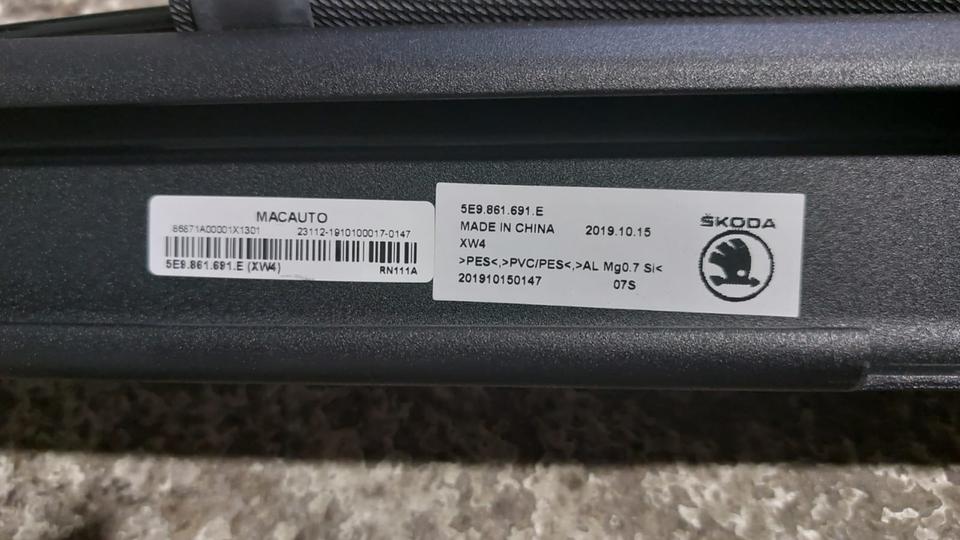 MACAUTO
86871A00001X1301 23112-1910100017-0147
5E9.861.691.E (XW4) RN111A
5E9.861.691.E
MADE IN CHINA 2019.10.15
XW4
>PES<,>PVC/PES<,>AL Mg0.7 Si<
201910150147 07S
ŠKODA